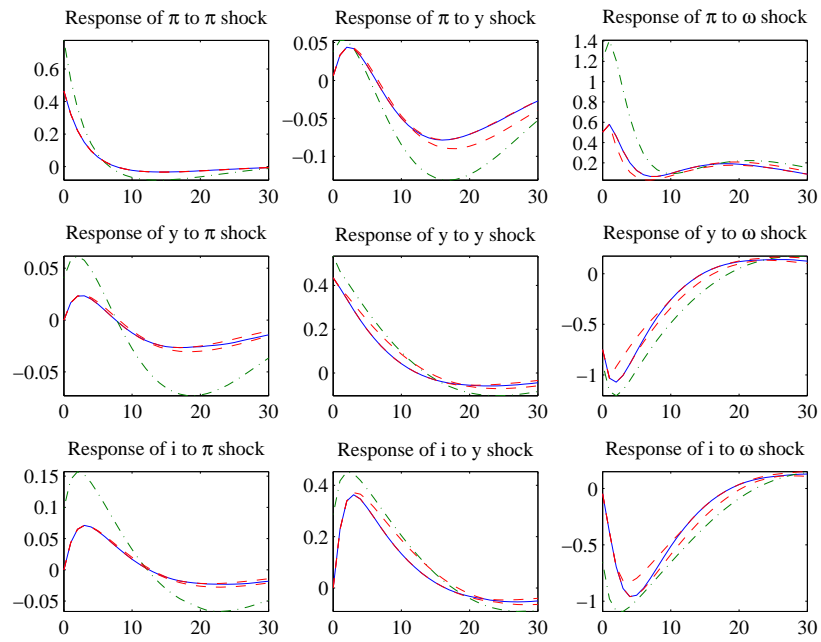 Response of π to π shock
0.6
0.4
0.2
0
0 10 20 30
Response of π to y shock
0.05
0
−0.05
−0.1
0 10 20 30
Response of π to ω shock
1.4
1.2
1
0.8
0.6
0.4
0.2
0 10 20 30
Response of y to π shock
0.05
0
−0.05
0 10 20 30
Response of y to y shock
0.4
0.2
0
0 10 20 30
Response of y to ω shock
0
−0.5
−1
0 10 20 30
Response of i to π shock
0.15
0.1
0.05
0
−0.05
0 10 20 30
Response of i to y shock
0.4
0.2
0
0 10 20 30
Response of i to ω shock
0
−0.5
−1
0 10 20 30